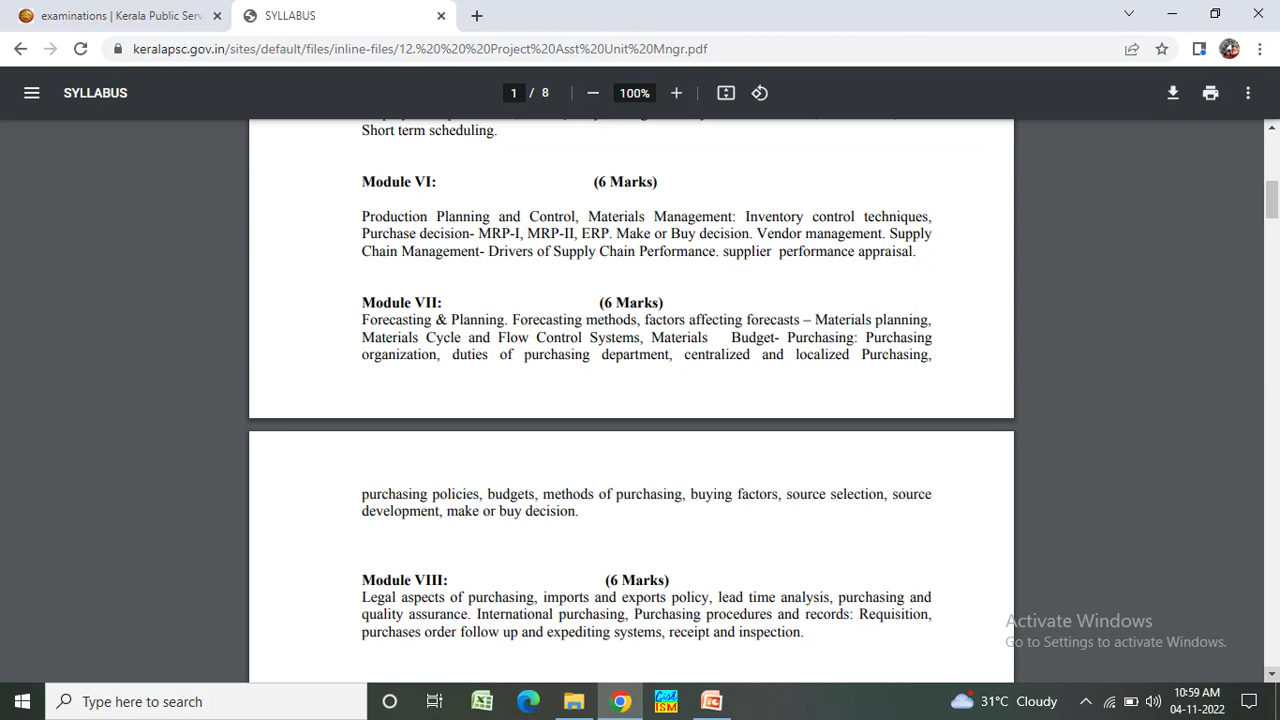 examinations | Kerala Public Serv
SYLLABUS
keralapsc.gov.in/sites/default/files/inline-files/12.%20%20%20Project%20Asst%20Unit%20Mngr.pdf
SYLLABUS
1 / 8
100%
Short term scheduling.
Module VI: (6 Marks)
Production Planning and Control, Materials Management: Inventory control techniques,
Purchase decision- MRP-I, MRP-II, ERP. Make or Buy decision. Vendor management. Supply
Chain Management- Drivers of Supply Chain Performance. supplier performance appraisal.
Module VII: (6 Marks)
Forecasting & Planning. Forecasting methods, factors affecting forecasts – Materials planning,
Materials Cycle and Flow Control Systems, Materials Budget- Purchasing: Purchasing
organization, duties of purchasing department, centralized and localized Purchasing,
purchasing policies, budgets, methods of purchasing, buying factors, source selection, source
development, make or buy decision.
Module VIII: (6 Marks)
Legal aspects of purchasing, imports and exports policy, lead time analysis, purchasing and
quality assurance. International purchasing, Purchasing procedures and records: Requisition,
purchases order follow up and expediting systems, receipt and inspection.
Activate Windows
Go to Settings to activate Windows.
Type here to search
Gist
ISM
31°C Cloudy
10:59 AM
04-11-2022